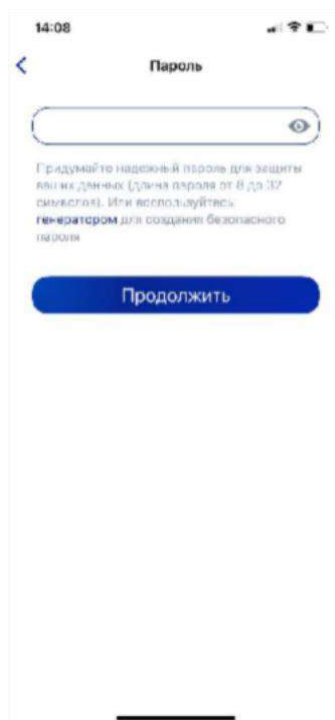 14:08
Пароль
Придумайте надежный пароль для защиты
ваших данных (длина пароля от 8 до 32
символов). Или воспользуйтесь
генератором для создания безопасного
пароля
Продолжить